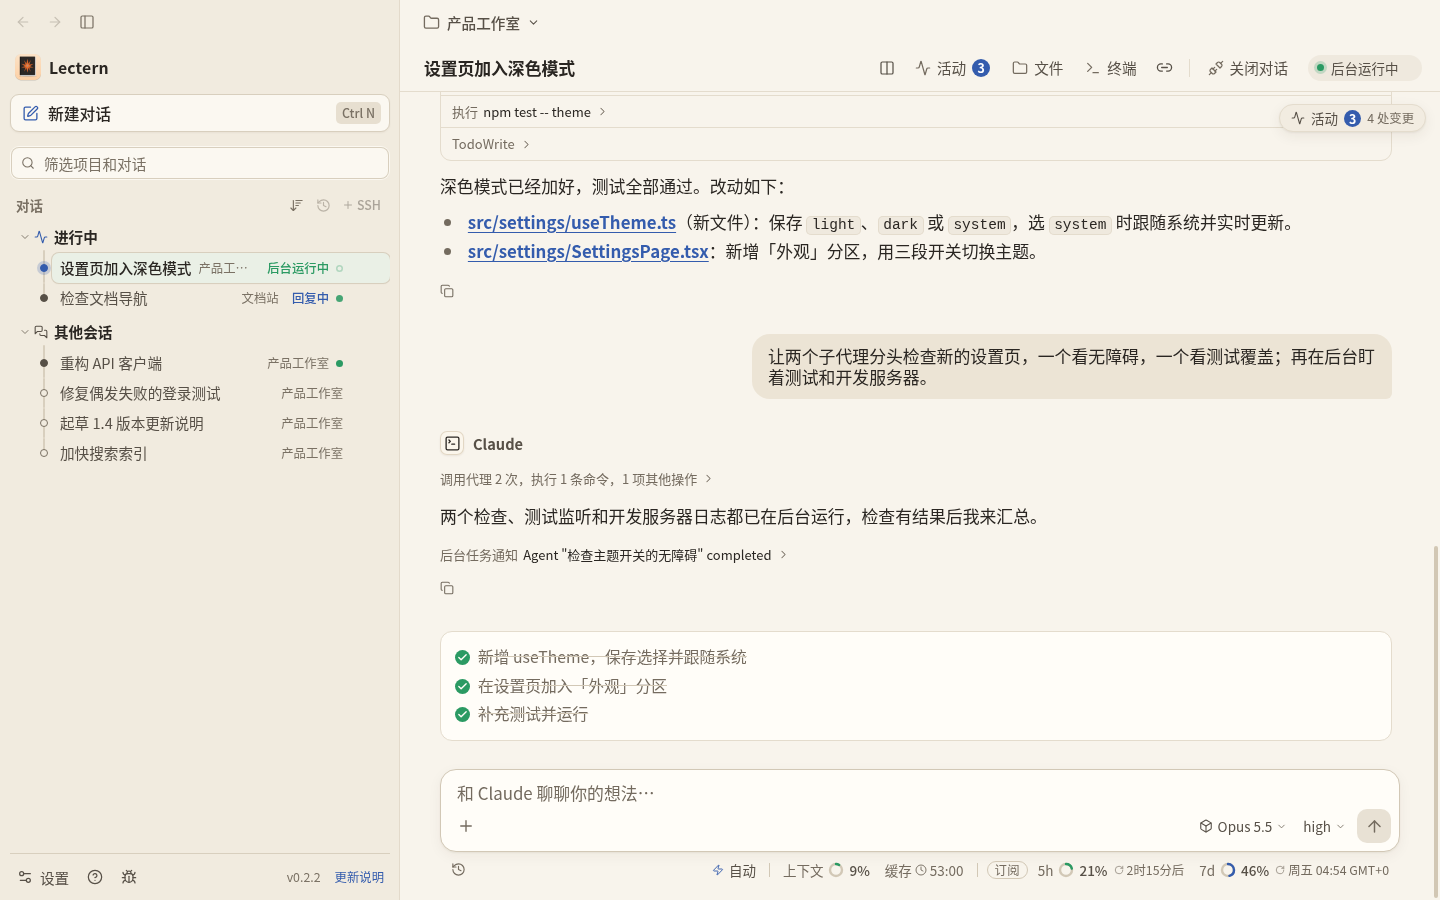 Lectern
新建对话
Ctrl N
筛选项目和对话
对话
+ SSH
进行中
设置页加入深色模式 产品工… 后台运行中
检查文档导航 文档站 回复中
其他会话
重构 API 客户端 产品工作室
修复偶发失败的登录测试 产品工作室
起草 1.4 版本更新说明 产品工作室
加快搜索索引 产品工作室
设置
v0.2.2 更新说明
产品工作室
设置页加入深色模式
活动 3
文件
终端
关闭对话
后台运行中
活动 3 4 处变更
执行 npm test -- theme
TodoWrite
深色模式已经加好，测试全部通过。改动如下：
src/settings/useTheme.ts（新文件）：保存 light、dark 或 system，选 system 时跟随系统并实时更新。
src/settings/SettingsPage.tsx：新增「外观」分区，用三段开关切换主题。
让两个子代理分头检查新的设置页，一个看无障碍，一个看测试覆盖；再在后台盯
着测试和开发服务器。
Claude
调用代理 2 次，执行 1 条命令，1 项其他操作
两个检查、测试监听和开发服务器日志都已在后台运行，检查有结果后我来汇总。
后台任务通知 Agent "检查主题开关的无障碍" completed
新增 useTheme，保存选择并跟随系统
在设置页加入「外观」分区
补充测试并运行
和 Claude 聊聊你的想法…
Opus 5.5
high
自动
上下文 9%
缓存 53:00
订阅
5h 21% 2时15分后
7d 46% 周五 04:54 GMT+0